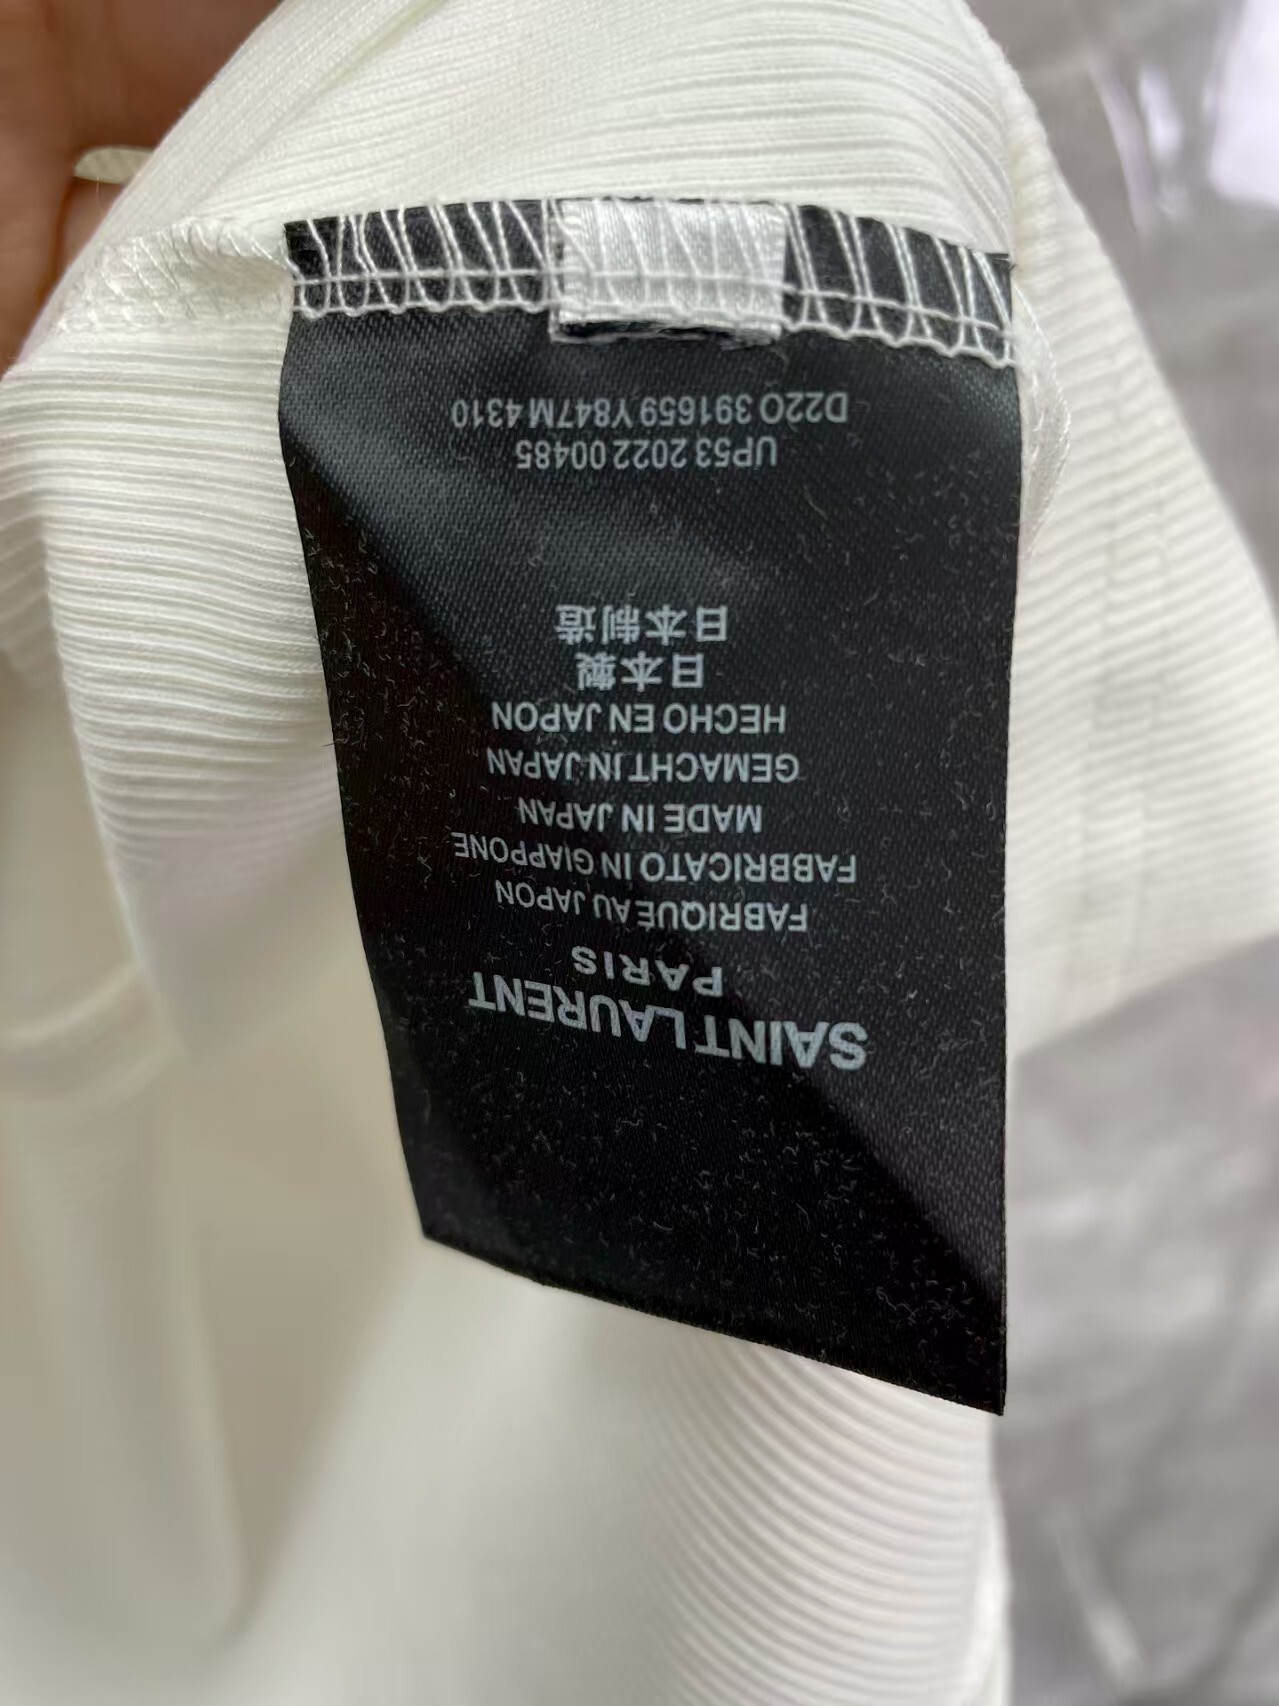 SAINT LAURENT
PARIS
FABRIQUÉ AU JAPON
FABBRICATO IN GIAPPONE
MADE IN JAPAN
GEMACHT IN JAPAN
HECHO EN JAPON
日本製
日本制造
UP53 2022 00485
D22O 391659 Y847M 4310